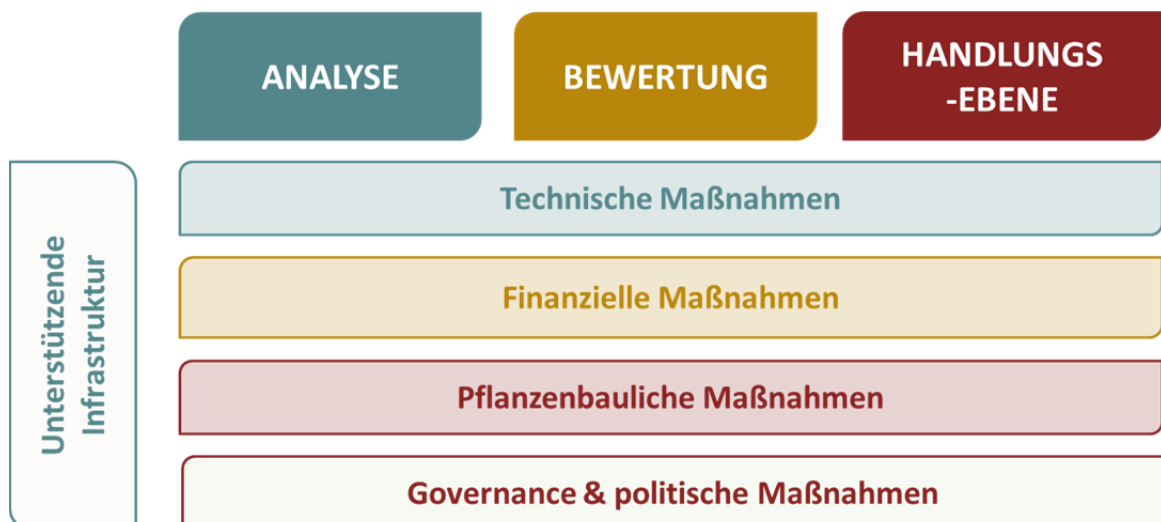 ANALYSE
BEWERTUNG
HANDLUNGS
-EBENE
Unterstützende
Infrastruktur
Technische Maßnahmen
Finanzielle Maßnahmen
Pflanzenbauliche Maßnahmen
Governance & politische Maßnahmen